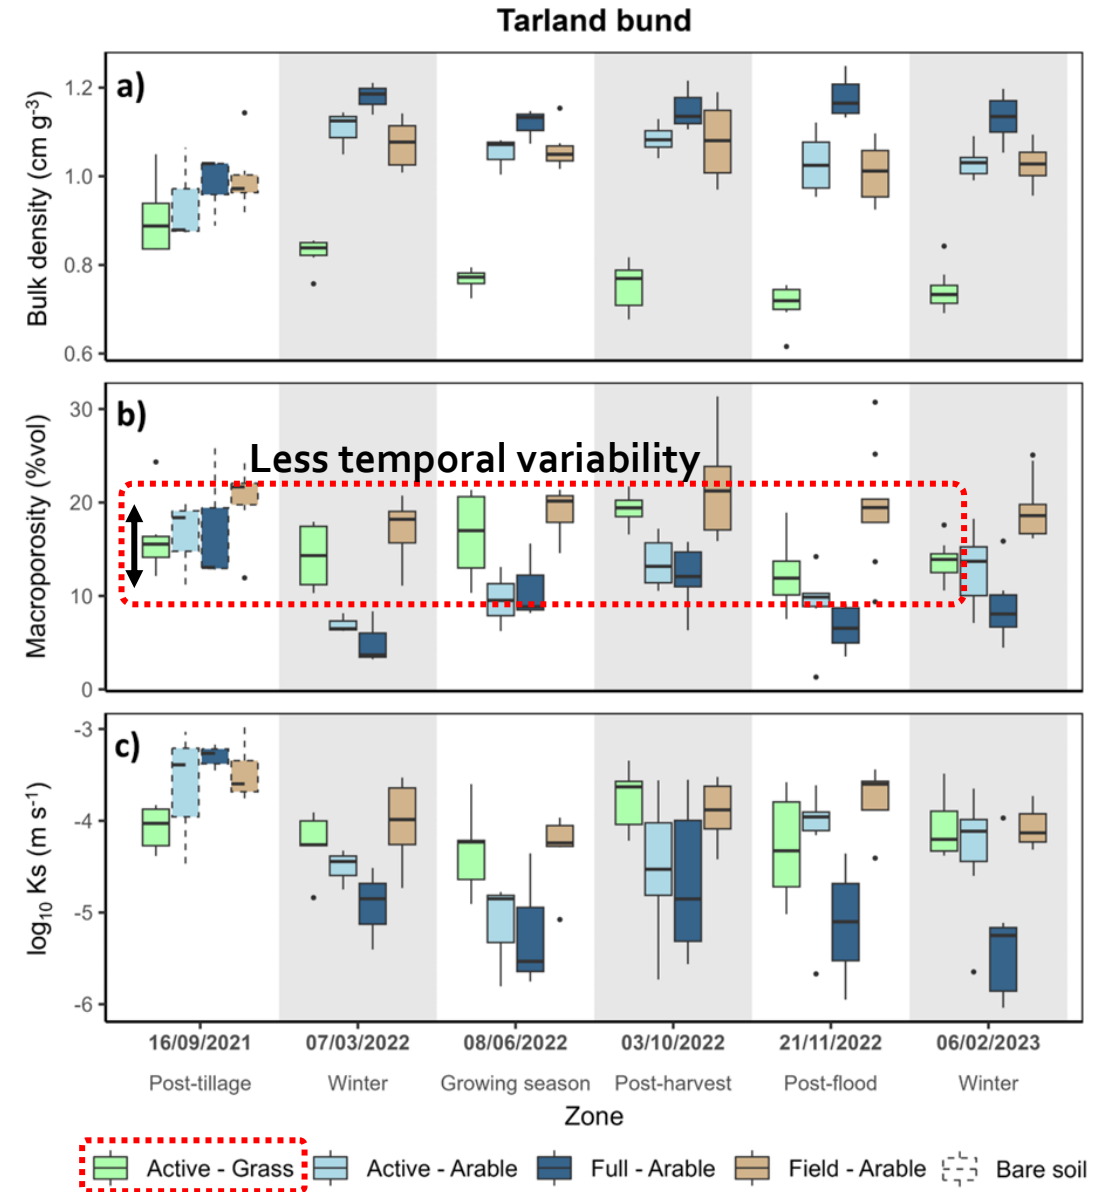 Tarland bund
a)
Bulk density (cm g-3)
1.2
1.0
0.8
0.6
b)
Macroporosity (%vol)
30
20
10
0
Less temporal variability
c)
log10 Ks (m s-1)
-3
-4
-5
-6
16/09/2021 07/03/2022 08/06/2022 03/10/2022 21/11/2022 06/02/2023
Post-tillage Winter Growing season Post-harvest Post-flood Winter
Zone
Active - Grass Active - Arable Full - Arable Field - Arable Bare soil